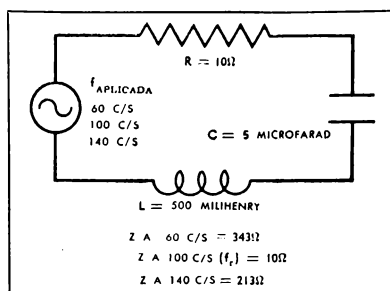 R = 10Ω
f APLICADA
60 C/S
100 C/S
140 C/S
C = 5 MICROFARAD
L = 500 MILIHENRY
Z A 60 C/S = 343Ω
Z A 100 C/S (fr) = 10Ω
Z A 140 C/S = 213Ω